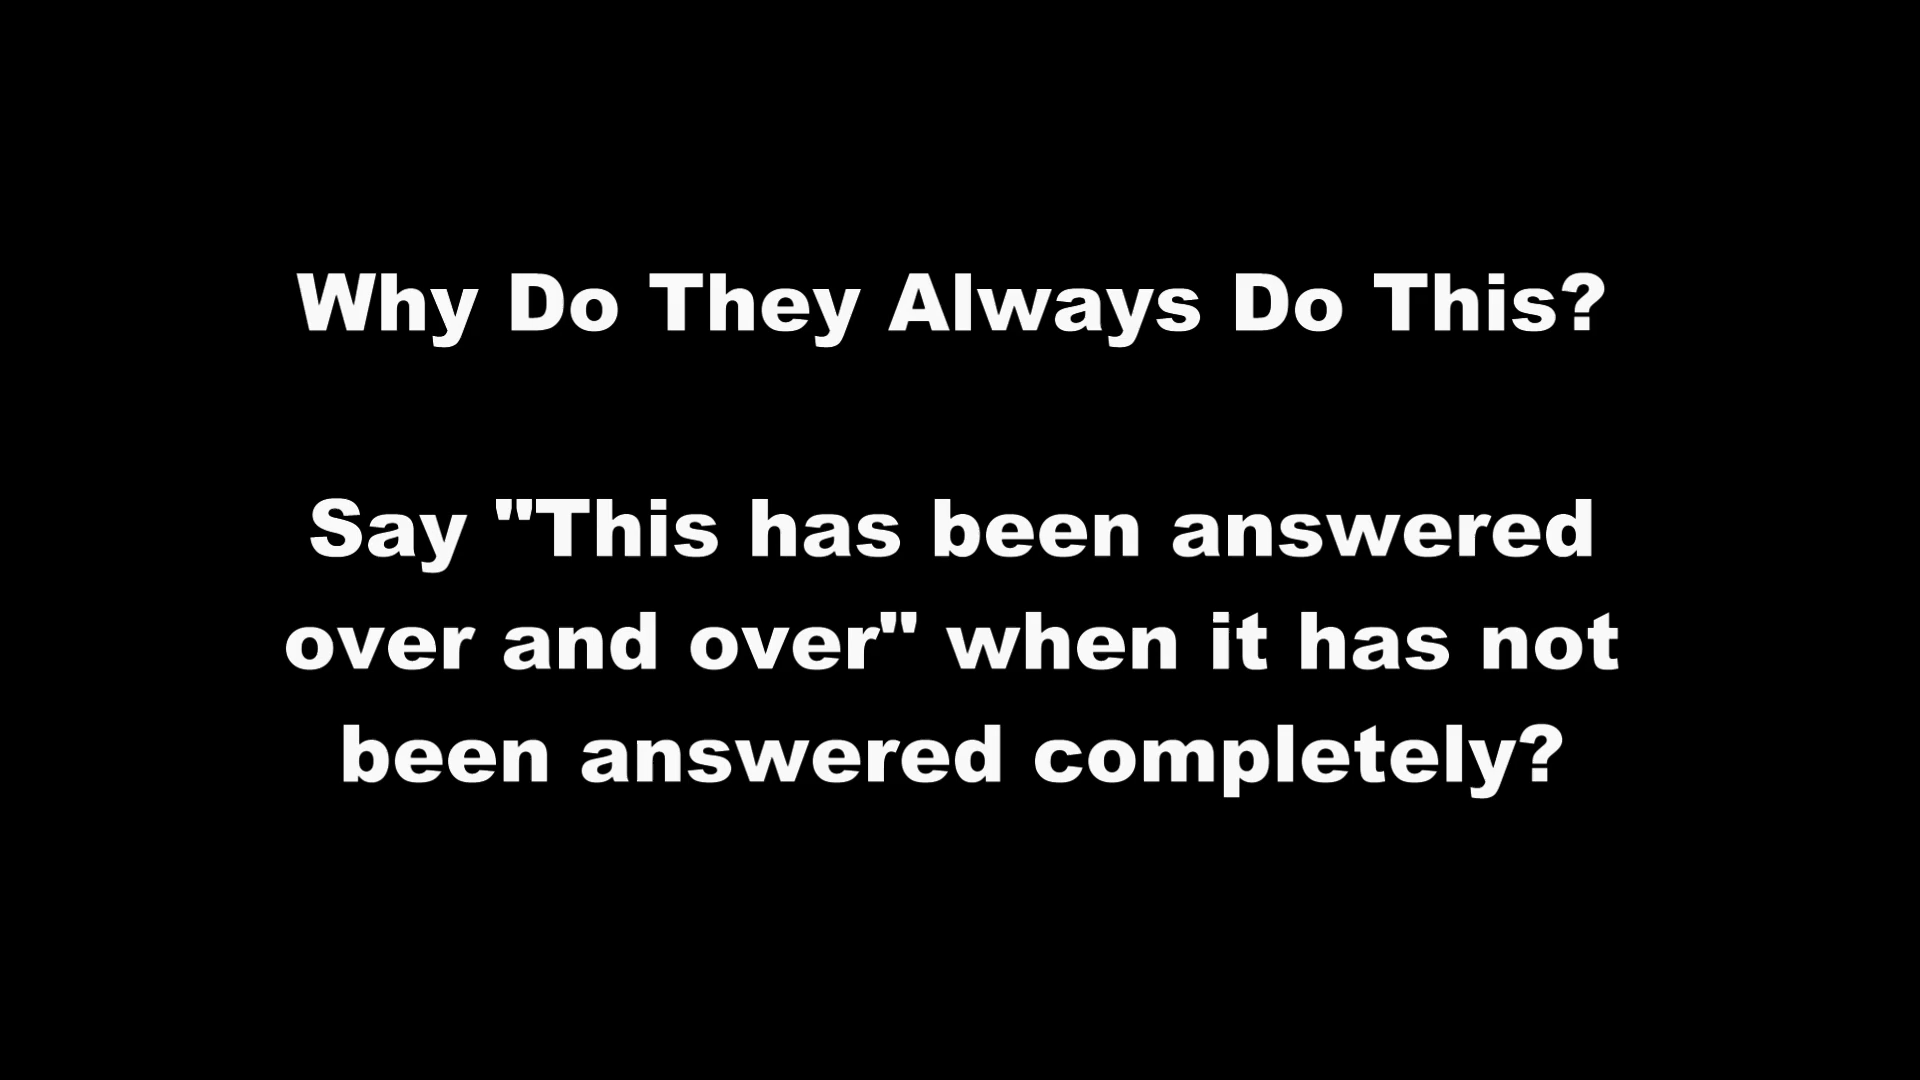 Why Do They Always Do This?
Say "This has been answered
over and over" when it has not
been answered completely?